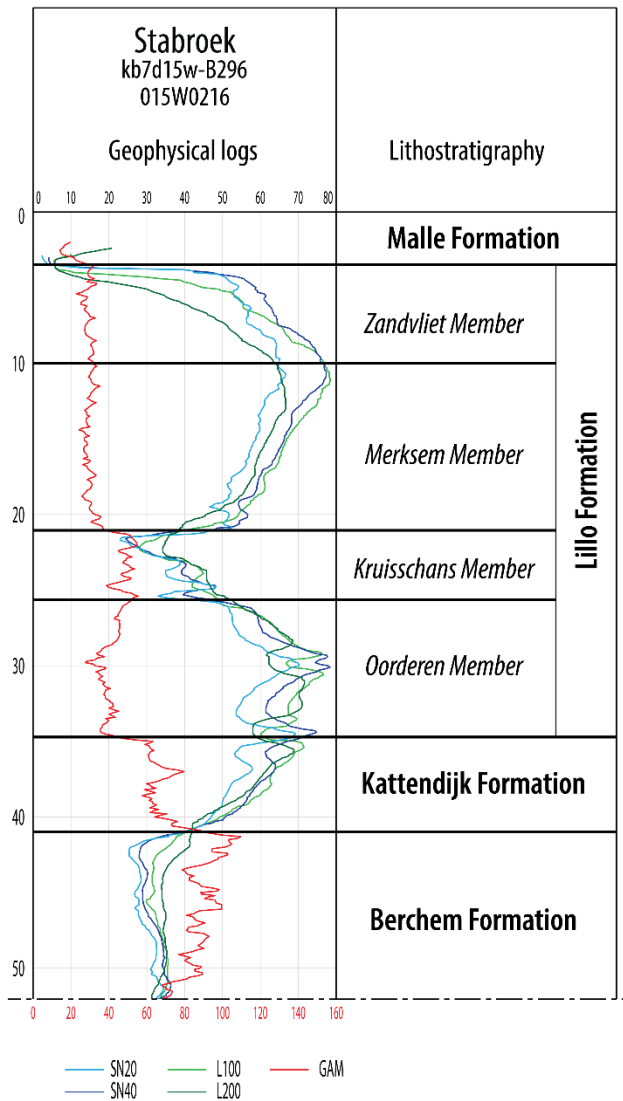 Stabroek
kb7d15w-B296
015W0216
Geophysical logs
Lithostratigraphy
0 10 20 30 40 50 60 70 80
0
Malle Formation
Zandvliet Member
10
Merksem Member
Lillo Formation
20
Kruisschans Member
30
Oorderen Member
Kattendijk Formation
40
Berchem Formation
50
0 20 40 60 80 100 120 140 160
SN20 L100 GAM
SN40 L200